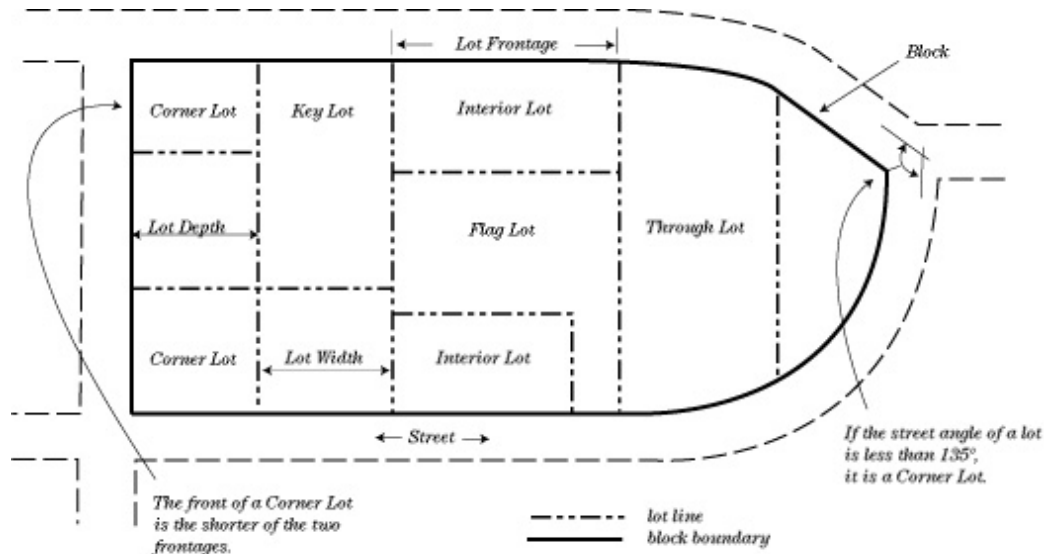 Lot Frontage
Block
Corner Lot
Key Lot
Interior Lot
Lot Depth
Flag Lot
Through Lot
Corner Lot
Lot Width
Interior Lot
Street
If the street angle of a lot
is less than 135°,
it is a Corner Lot.
The front of a Corner Lot
is the shorter of the two
frontages.
lot line
block boundary